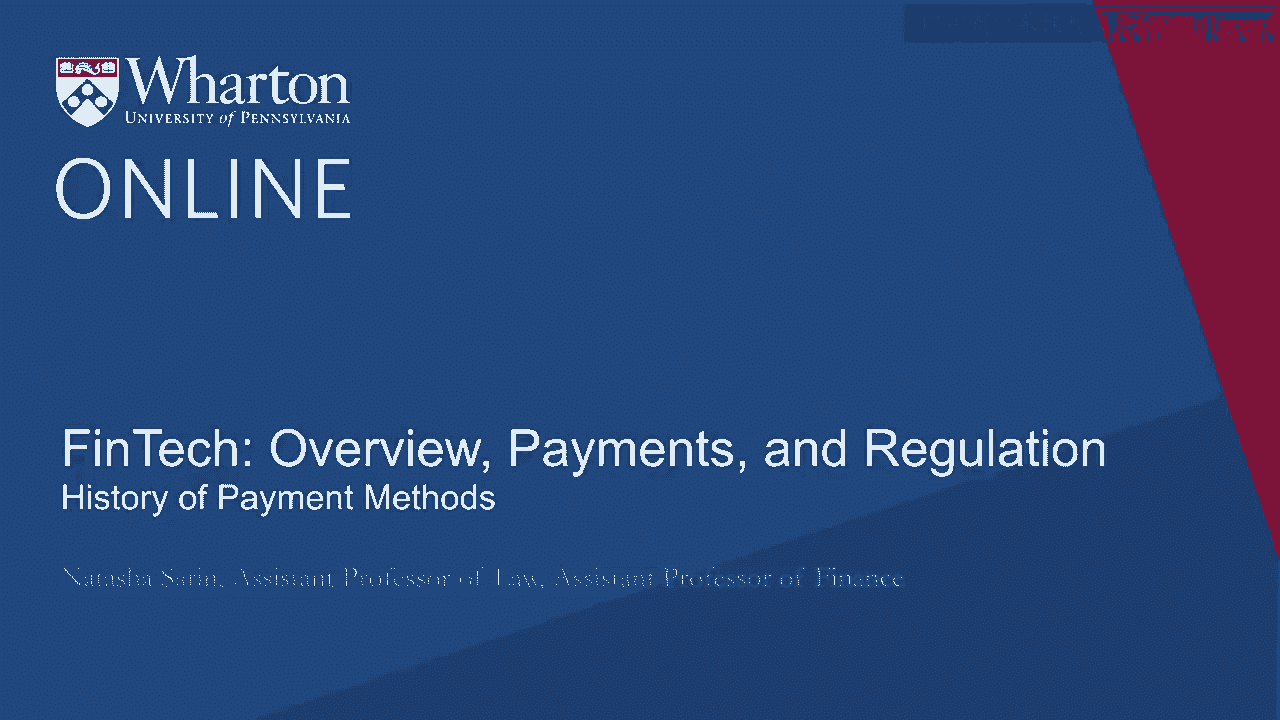 Wharton
UNIVERSITY of PENNSYLVANIA
ONLINE
FinTech: Overview, Payments, and Regulation
History of Payment Methods
Natasha Sarin, Assistant Professor of Law, Assistant Professor of Finance